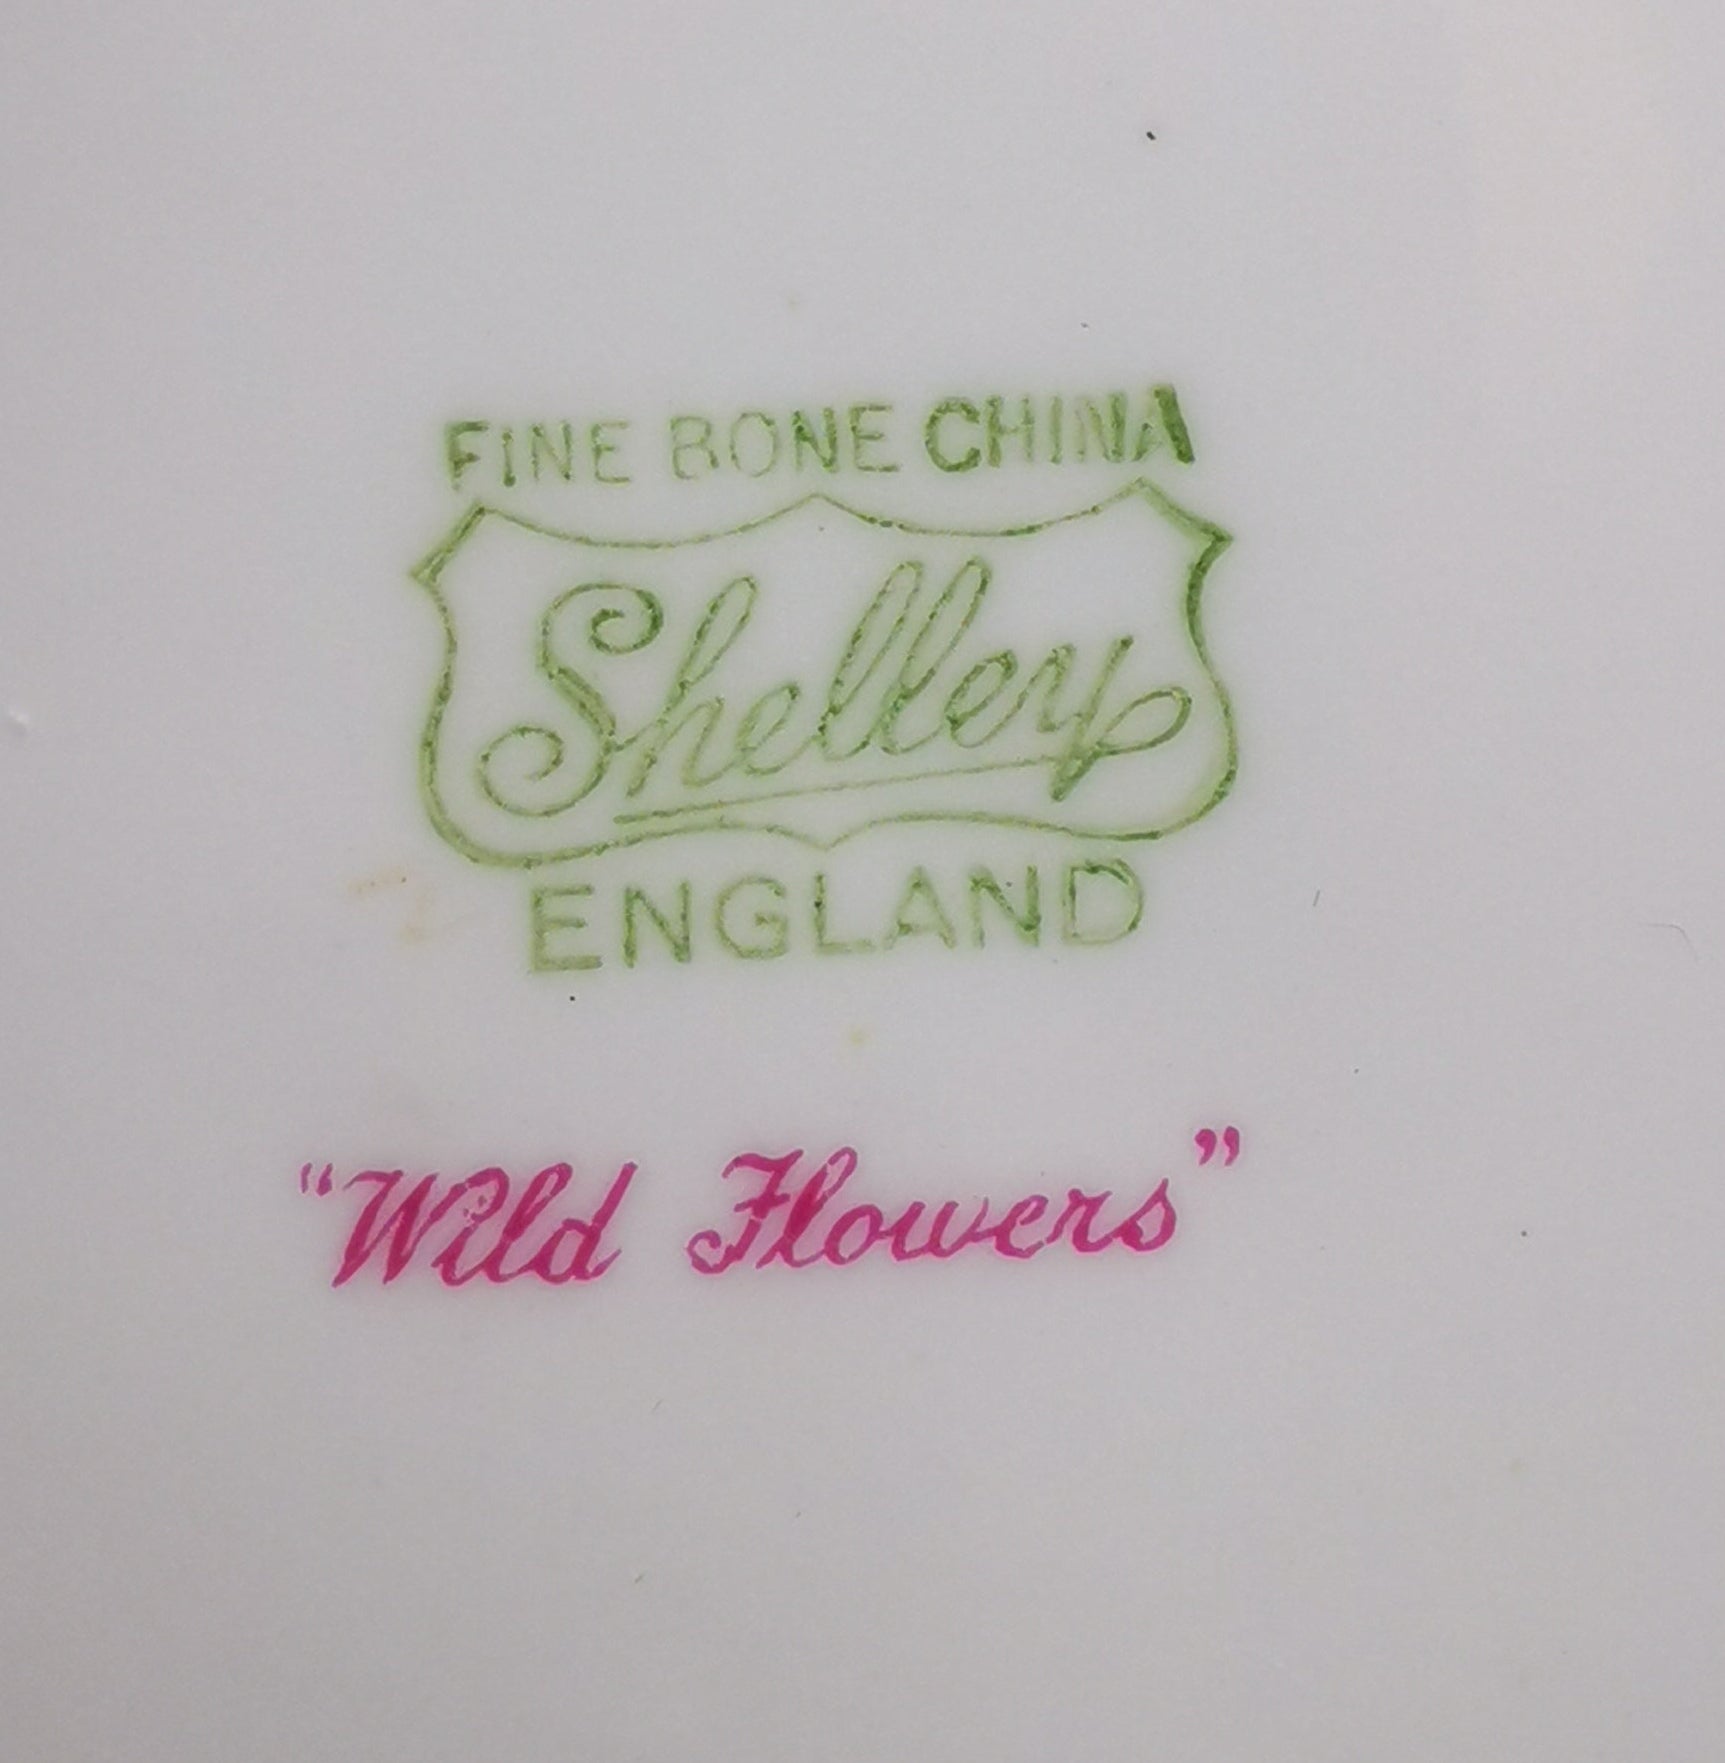 FINE BONE CHINA
Shelley
ENGLAND
“Wild Flowers”